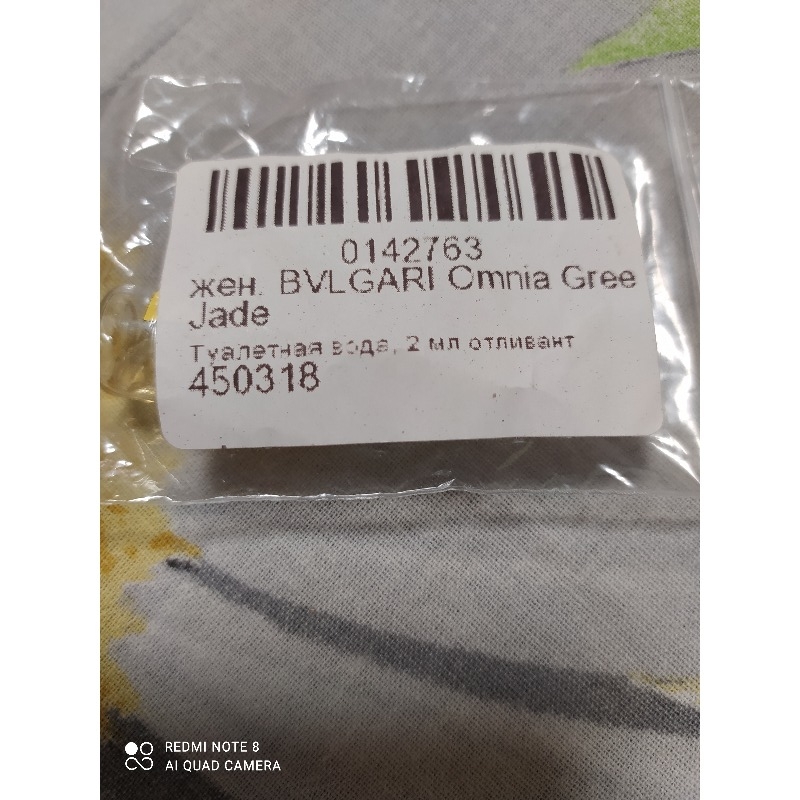 0142763
жен. BVLGARI Omnia Gree
Jade
Туалетная вода, 2 мл отливант
450318
REDMI NOTE 8
AI QUAD CAMERA